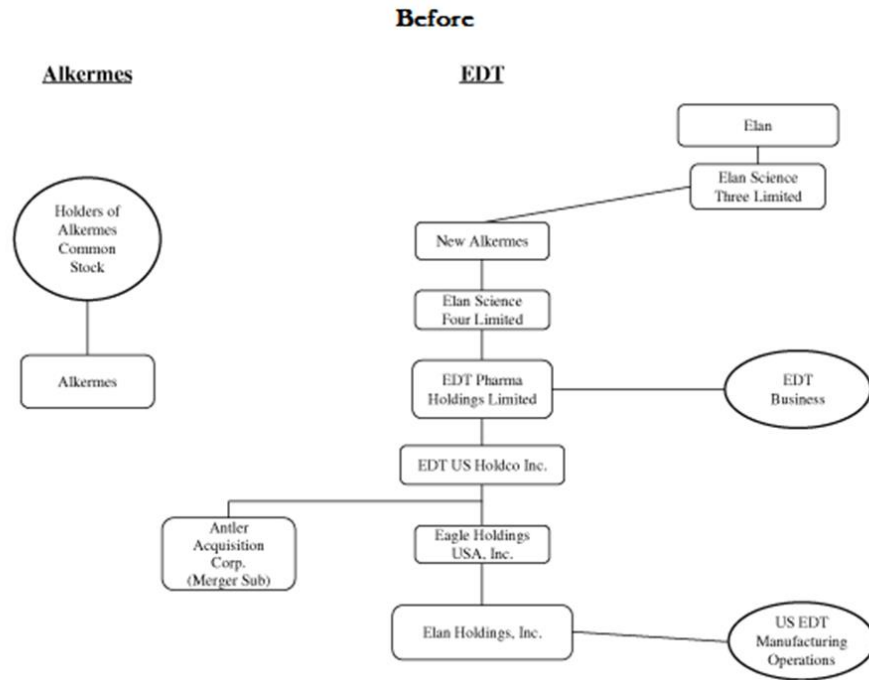 Before
Alkermes
EDT
Elan
Elan Science
Three Limited
Holders of
Alkermes
Common
Stock
New Alkermes
Elan Science
Four Limited
Alkermes
EDT Pharma
Holdings Limited
EDT
Business
EDT US Holdco Inc.
Antler
Acquisition
Corp.
(Merger Sub)
Eagle Holdings
USA, Inc.
Elan Holdings, Inc.
US EDT
Manufacturing
Operations